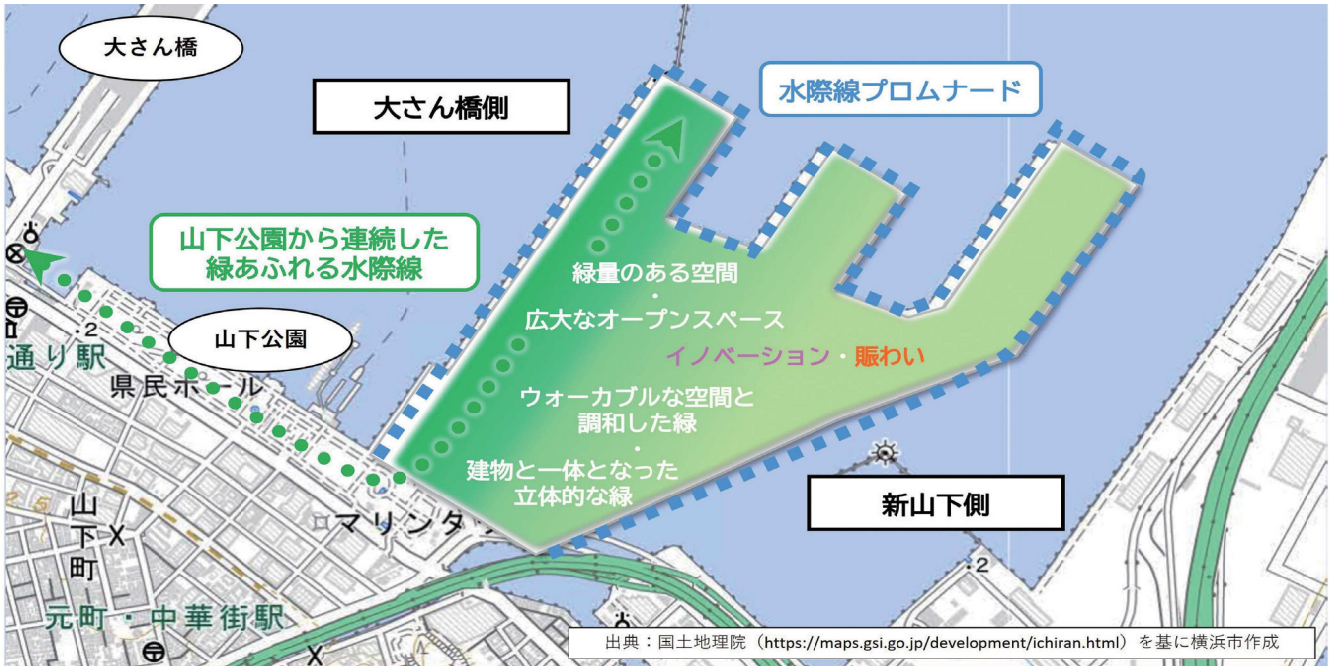 大さん橋
大さん橋側
水際線プロムナード
山下公園から連続した
緑あふれる水際線
緑量のある空間
・
広大なオープンスペース
イノベーション・賑わい
山下公園
通り駅
県民ホール
2
ウォーカブルな空間と
調和した緑
・
建物と一体となった
立体的な緑
マリンタ
新山下側
25
山下町
2
元町・中華街駅
出典：国土地理院（https://maps.gsi.go.jp/development/ichiran.html）を基に横浜市作成